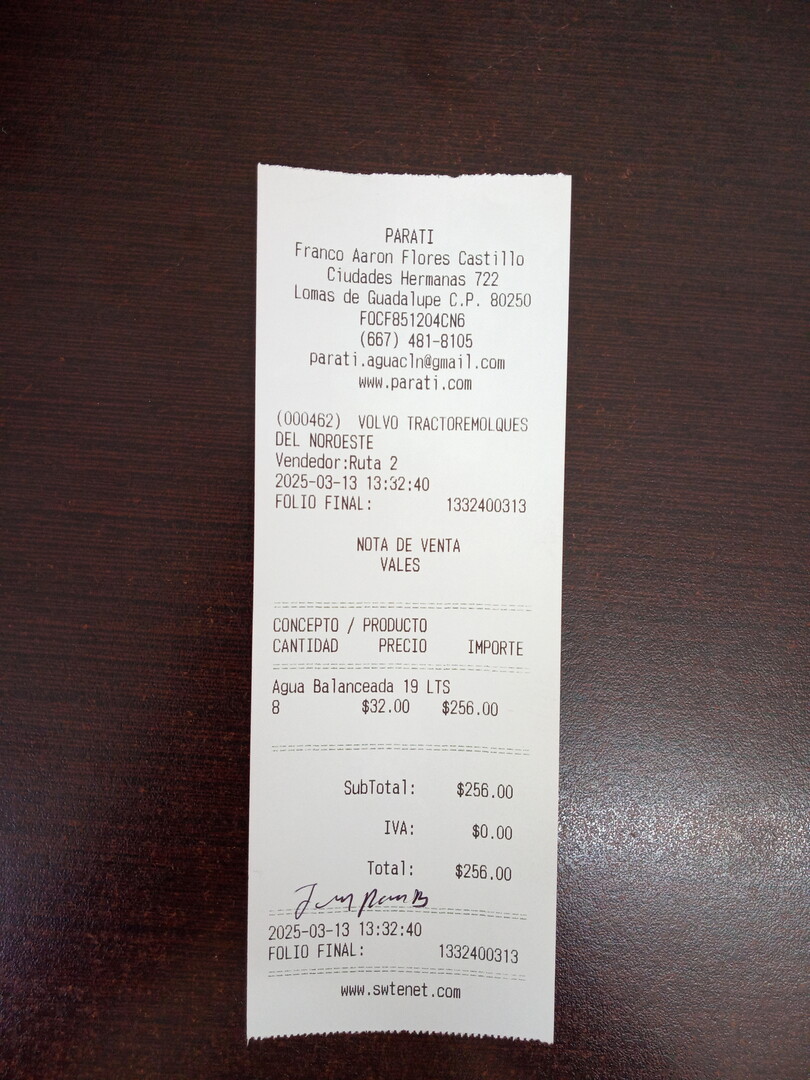 PARATI
Franco Aaron Flores Castillo
Ciudades Hermanas 722
Lomas de Guadalupe C.P. 80250
FOCF851204CN6
(667) 481-8105
parati.aguacln@gmail.com
www.parati.com
(000462) VOLVO TRACTOREMOLQUES
DEL NOROESTE
Vendedor:Ruta 2
2025-03-13 13:32:40
FOLIO FINAL: 1332400313
NOTA DE VENTA
VALES
CONCEPTO / PRODUCTO
CANTIDAD PRECIO IMPORTE
Agua Balanceada 19 LTS
8 $32.00 $256.00
SubTotal: $256.00
IVA: $0.00
Total: $256.00
2025-03-13 13:32:40
FOLIO FINAL: 1332400313
www.swtenet.com